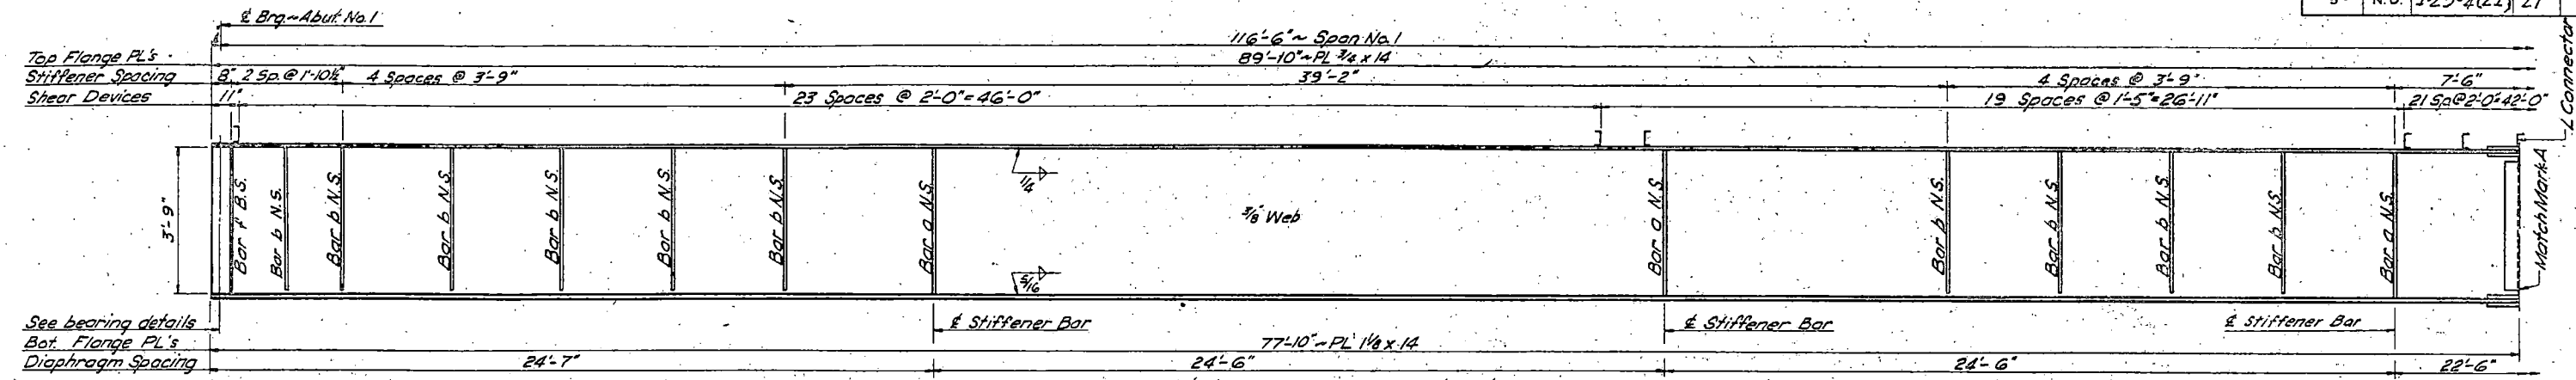 S- N.D. I-29-4(22) 27
₵ Brg~Abut. No.1
116'-6" ~ Span No.1
Top Flange PL's
89'-10" ~ PL 3/4 x 14
Stiffener Spacing 8" 2 Sp. @ 1'-10½" 4 Spaces @ 3'-9" 39'-2" 4 Spaces @ 3'-9" 7'-6"
Shear Devices 11" 23 Spaces @ 2'-0" = 46'-0" 19 Spaces @ 1'-5" = 26'-11" 21 Sp @ 2'-0" = 42'-0"
∠ Connector
3'-9"
Bar f B.S.
Bar b N.S.
Bar b N.S.
Bar b N.S.
Bar b N.S.
Bar b N.S.
Bar b N.S.
Bar a N.S.
1/4
5/16
3/8" Web
Bar a N.S.
Bar b N.S.
Bar b N.S.
Bar b N.S.
Bar b N.S.
Bar a N.S.
Match Mark A
See bearing details
₵ Stiffener Bar
₵ Stiffener Bar
₵ Stiffener Bar
Bot. Flange PL's
77'-10" ~ PL 1 1/8 x 14
Diaphragm Spacing 24'-7" 24'-6" 24'-6" 22'-6"